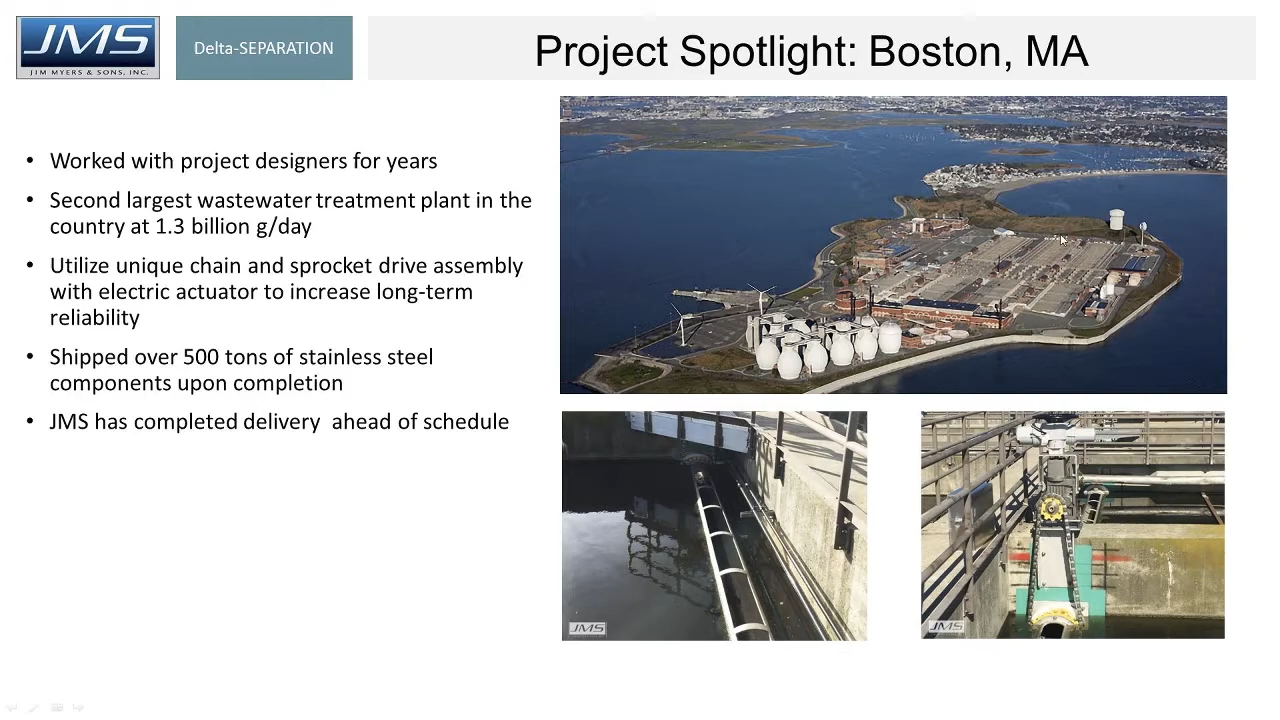 JMS
JIM MYERS & SONS, INC.
Delta-SEPARATION
Project Spotlight: Boston, MA
• Worked with project designers for years
• Second largest wastewater treatment plant in the
country at 1.3 billion g/day
• Utilize unique chain and sprocket drive assembly
with electric actuator to increase long-term
reliability
• Shipped over 500 tons of stainless steel
components upon completion
• JMS has completed delivery  ahead of schedule
JMS
JMS